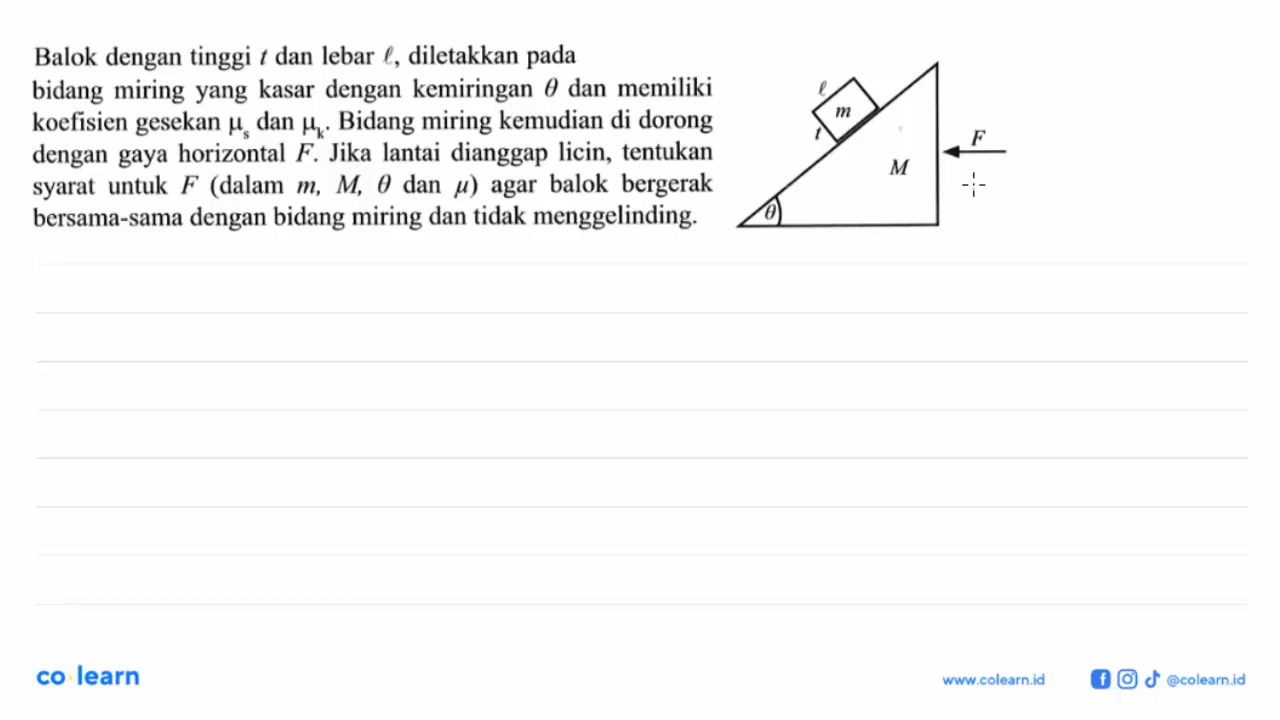 Balok dengan tinggi t dan lebar ℓ, diletakkan pada
bidang miring yang kasar dengan kemiringan θ dan memiliki
koefisien gesekan μs dan μk. Bidang miring kemudian di dorong
dengan gaya horizontal F. Jika lantai dianggap licin, tentukan
syarat untuk F (dalam m, M, θ dan μ) agar balok bergerak
bersama-sama dengan bidang miring dan tidak menggelinding.
ℓ
m
t
F
M
θ
co learn
www.colearn.id
@colearn.id